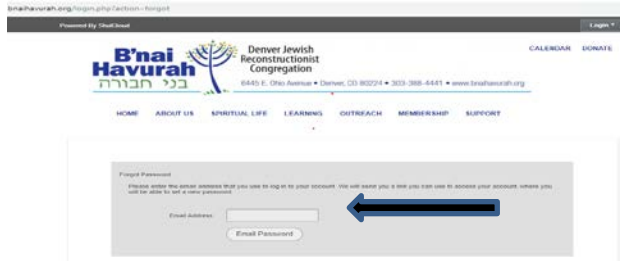 bnaihavurah.org/login.php?action=forgot
Powered By ShulCloud
Login
CALENDAR DONATE
B'nai Havurah
בני חבורה
Denver Jewish
Reconstructionist
Congregation
6445 E. Ohio Avenue • Denver, CO 80224 • 303-388-4441 • www.bnaihavurah.org
HOME ABOUT US SPIRITUAL LIFE LEARNING OUTREACH MEMBERSHIP SUPPORT
Forgot Password
Please enter the email address that you use to log in to your account. We will send you a link you can use to access your account, where you
will be able to set a new password.
Email Address:
Email Password